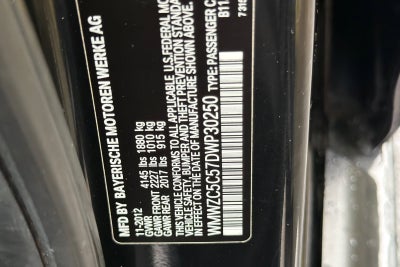 MFD BY BAYERISCHE MOTOREN WERKE AG
11-2012
GVWR 4145 lbs 1880 kg
GAWR FRONT 2227 lbs 1010 kg
GAWR REAR 2017 lbs 915 kg
THIS VEHICLE CONFORMS TO ALL APPLICABLE U.S. FEDERAL MO
VEHICLE SAFETY, BUMPER AND THEFT PREVENTION STANDA
IN EFFECT ON THE DATE OF MANUFACTURE SHOWN ABOVE.
WMWZC5C57DWP30250 TYPE: PASSENGER C
B11